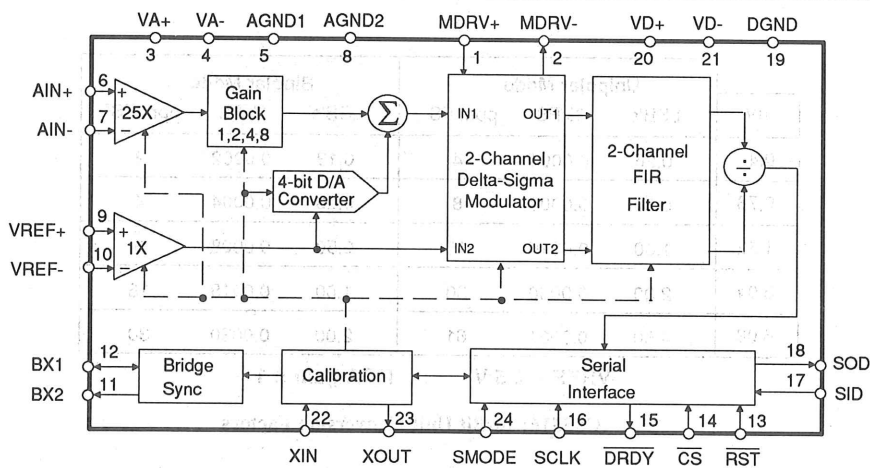 VA+ VA- AGND1 AGND2 MDRV+ MDRV- VD+ VD- DGND
3 4 5 8 1 2 20 21 19
AIN+ 6
AIN- 7
+
25X
−
Gain
Block
1,2,4,8
Σ
IN1 OUT1
2-Channel
Delta-Sigma
Modulator
IN2 OUT2
2-Channel
FIR
Filter
÷
4-bit D/A
Converter
VREF+ 9
VREF- 10
+
1X
−
BX1 12
BX2 11
Bridge
Sync
Calibration
Serial
Interface
18 SOD
17 SID
22 23 24 16 15 14 13
XIN XOUT SMODE SCLK DRDY CS RST